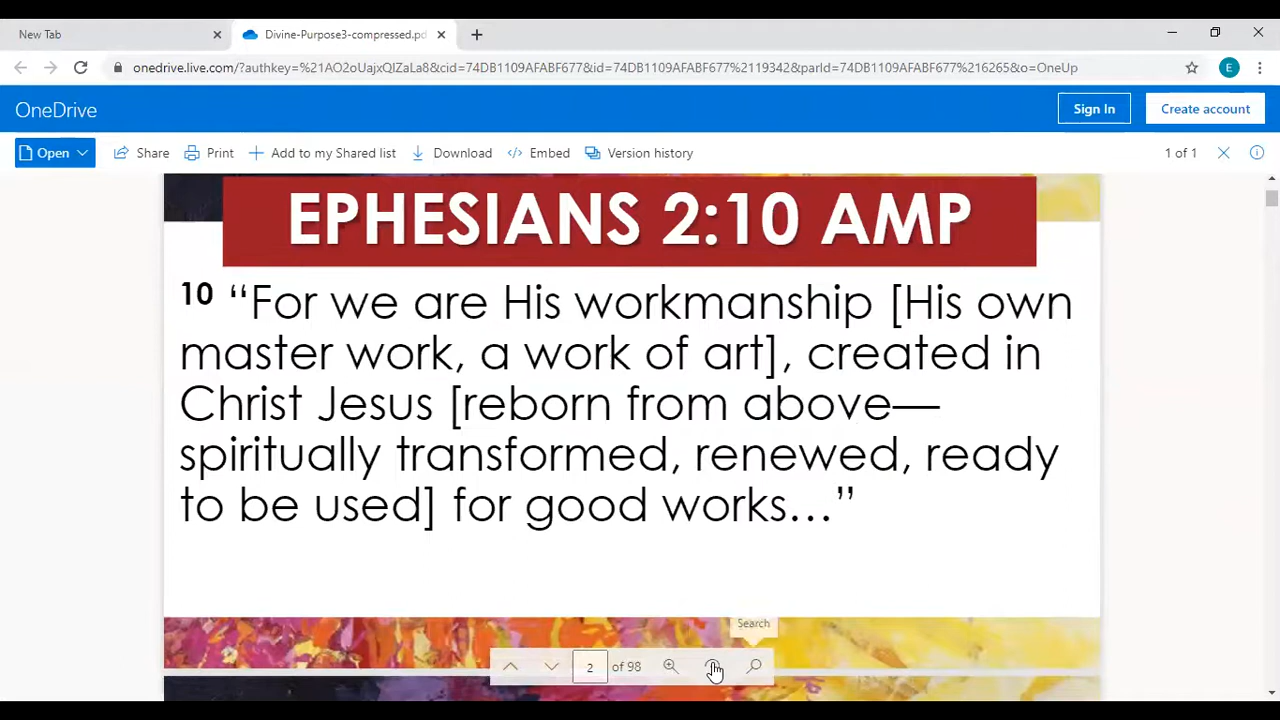 New Tab
Divine-Purpose3-compressed.pd
onedrive.live.com/?authkey=%21AO2oUajxQIZaLa8&cid=74DB1109AFABF677&id=74DB1109AFABF677%2119342&parId=74DB1109AFABF677%216265&o=OneUp
E
OneDrive
Sign In
Create account
Open
Share
Print
Add to my Shared list
Download
Embed
Version history
1 of 1
EPHESIANS 2:10 AMP
10 “For we are His workmanship [His own
master work, a work of art], created in
Christ Jesus [reborn from above—
spiritually transformed, renewed, ready
to be used] for good works…”
Search
2 of 98